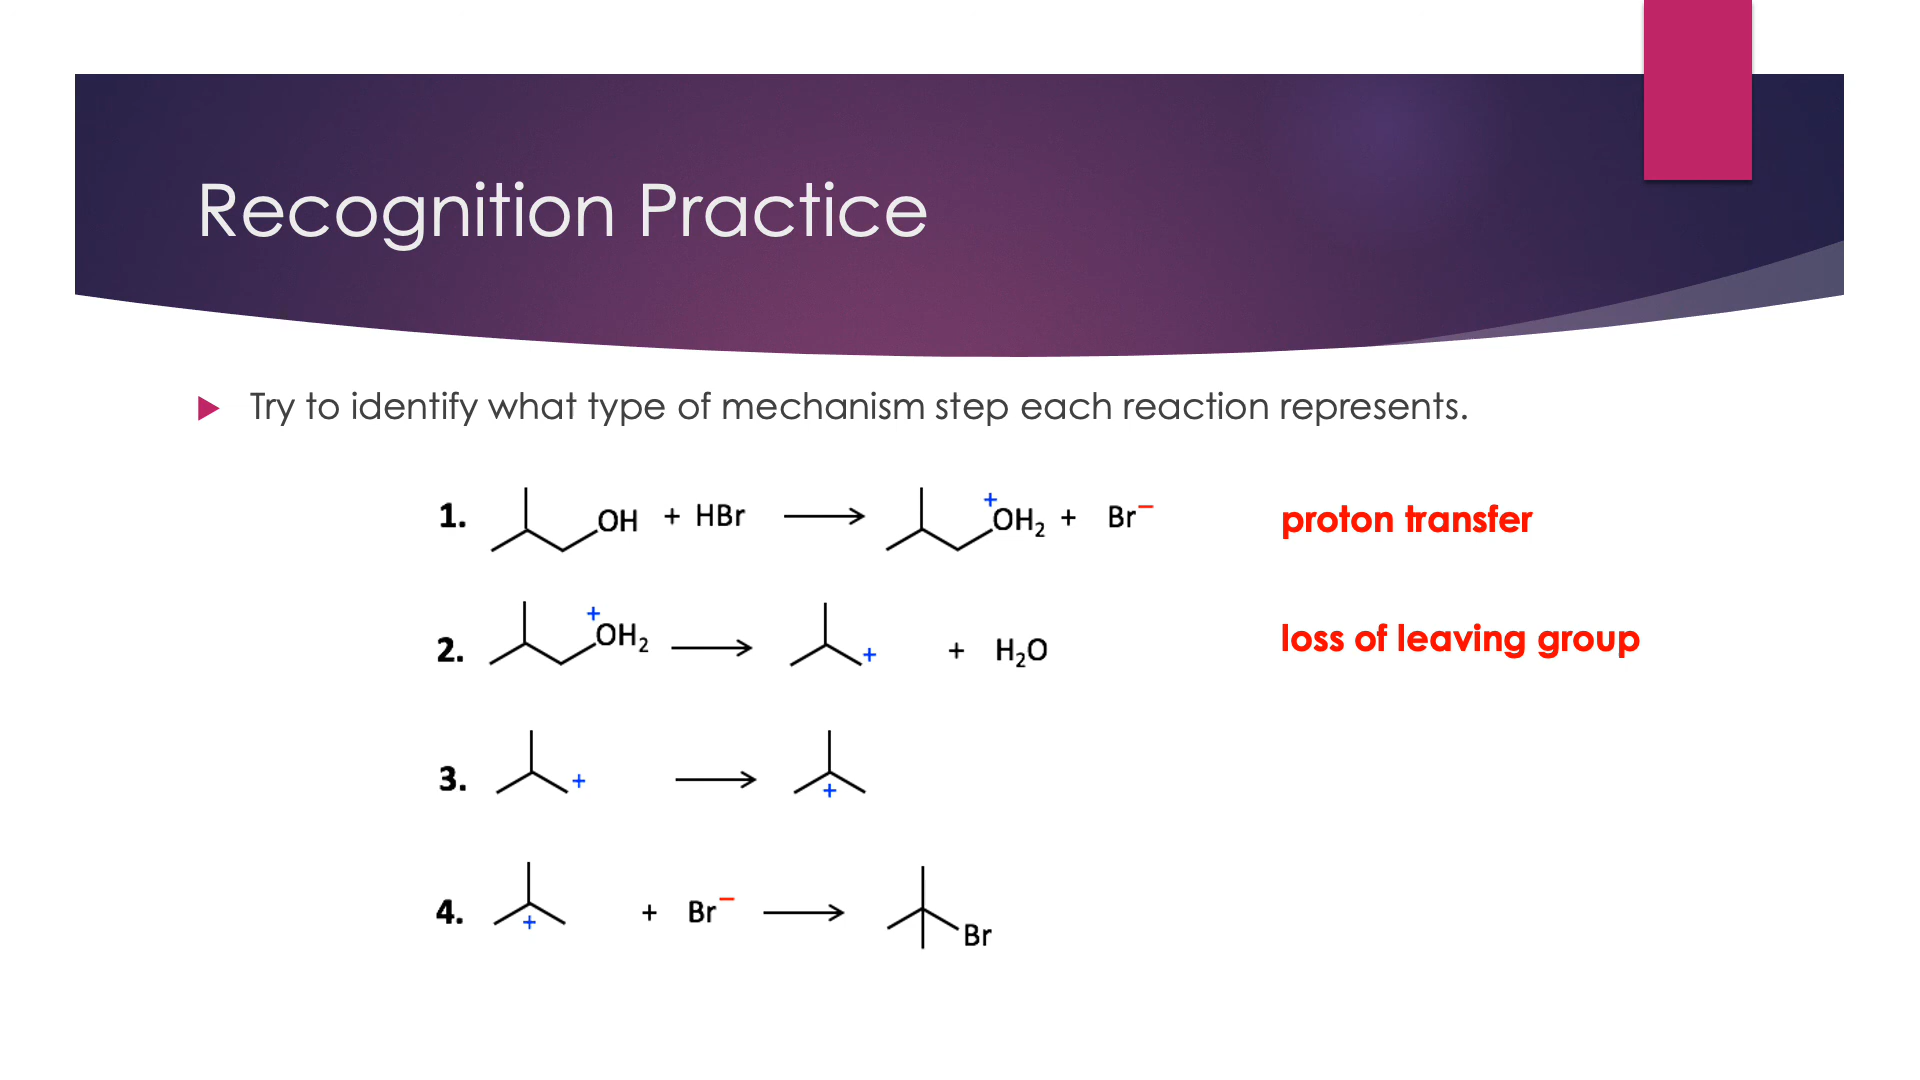 Recognition Practice
Try to identify what type of mechanism step each reaction represents.
1. OH + HBr → +OH₂ + Br⁻ proton transfer
2. +OH₂ → + + H₂O loss of leaving group
3. + → +
4. + + Br⁻ → Br